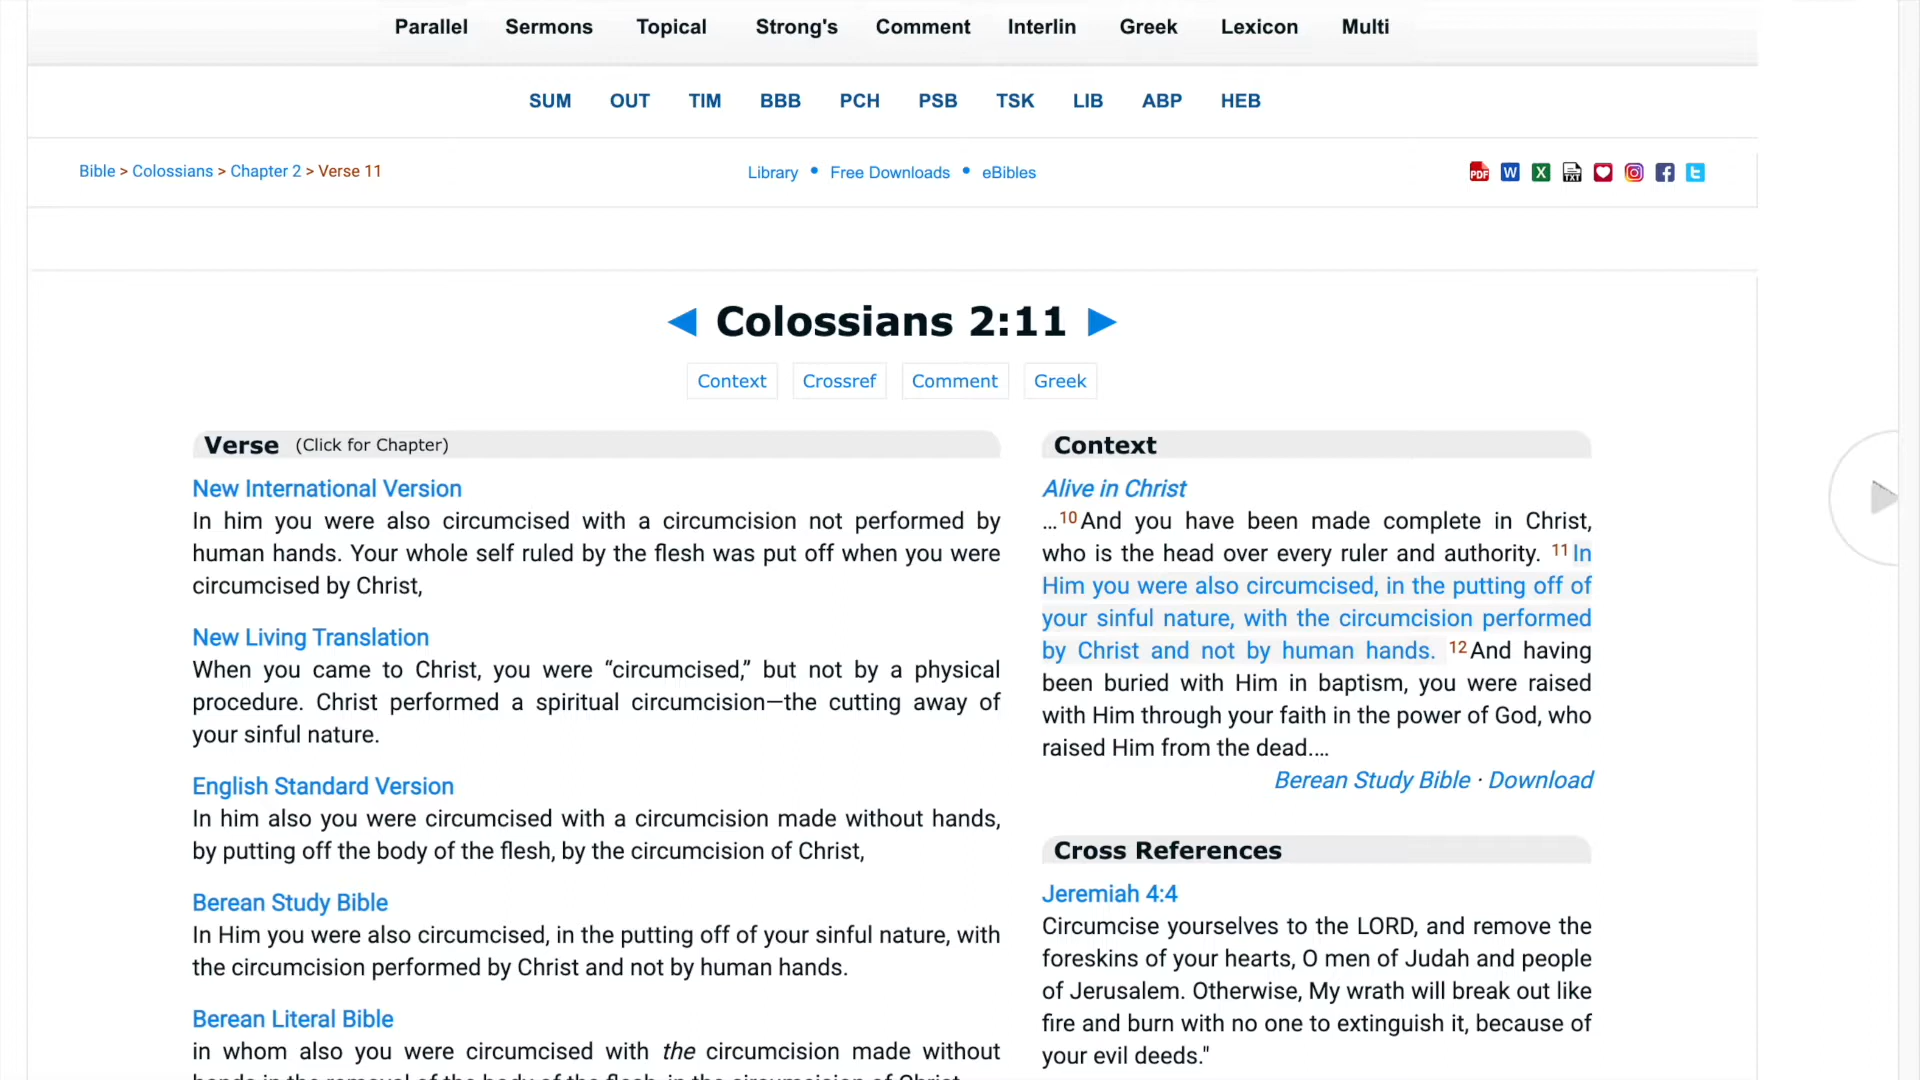 Parallel Sermons Topical Strong's Comment Interlin Greek Lexicon Multi
SUM OUT TIM BBB PCH PSB TSK LIB ABP HEB
Bible > Colossians > Chapter 2 > Verse 11
Library • Free Downloads • eBibles
PDF W X TXT
Colossians 2:11
Context Crossref Comment Greek
Verse (Click for Chapter)
New International Version
In him you were also circumcised with a circumcision not performed by
human hands. Your whole self ruled by the flesh was put off when you were
circumcised by Christ,
New Living Translation
When you came to Christ, you were “circumcised,” but not by a physical
procedure. Christ performed a spiritual circumcision—the cutting away of
your sinful nature.
English Standard Version
In him also you were circumcised with a circumcision made without hands,
by putting off the body of the flesh, by the circumcision of Christ,
Berean Study Bible
In Him you were also circumcised, in the putting off of your sinful nature, with
the circumcision performed by Christ and not by human hands.
Berean Literal Bible
in whom also you were circumcised with the circumcision made without
Context
Alive in Christ
…10And you have been made complete in Christ,
who is the head over every ruler and authority. 11In
Him you were also circumcised, in the putting off of
your sinful nature, with the circumcision performed
by Christ and not by human hands. 12And having
been buried with Him in baptism, you were raised
with Him through your faith in the power of God, who
raised Him from the dead.…
Berean Study Bible · Download
Cross References
Jeremiah 4:4
Circumcise yourselves to the LORD, and remove the
foreskins of your hearts, O men of Judah and people
of Jerusalem. Otherwise, My wrath will break out like
fire and burn with no one to extinguish it, because of
your evil deeds."